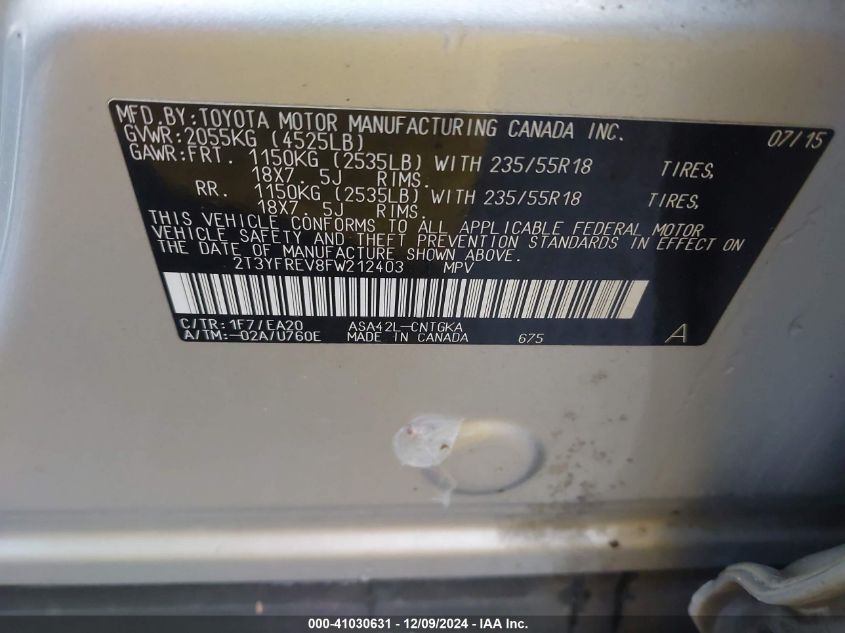 MFD.BY:TOYOTA MOTOR MANUFACTURING CANADA INC. 07/15
GVWR:2055KG (4525LB)
GAWR:FRT. 1150KG (2535LB) WITH 235/55R18 TIRES,
18X7. 5J RIMS.
RR. 1150KG (2535LB) WITH 235/55R18 TIRES,
18X7. 5J RIMS.
THIS VEHICLE CONFORMS TO ALL APPLICABLE FEDERAL MOTOR
VEHICLE SAFETY AND THEFT PREVENTION STANDARDS IN EFFECT ON
THE DATE OF MANUFACTURE SHOWN ABOVE.
2T3YFREV8FW212403 MPV
C/TR:1F7/EA20 ASA42L-CNTGKA
A/TM:-02A/U760E MADE IN CANADA 675 A
000-41030631 - 12/09/2024 - IAA Inc.